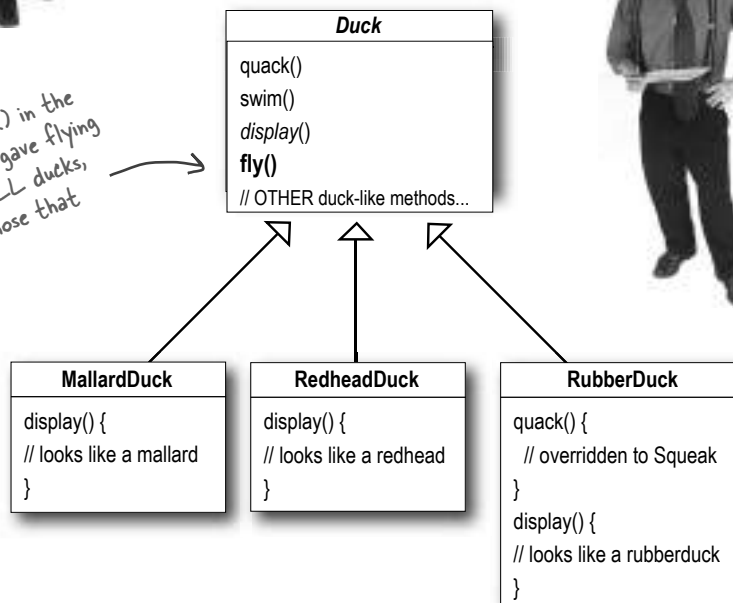 ) in the
gave flying
LL ducks,
ose that
Duck
quack()
swim()
display()
fly()
// OTHER duck-like methods...
MallardDuck
display() {
// looks like a mallard
}
RedheadDuck
display() {
// looks like a redhead
}
RubberDuck
quack() {
// overridden to Squeak
}
display() {
// looks like a rubberduck
}